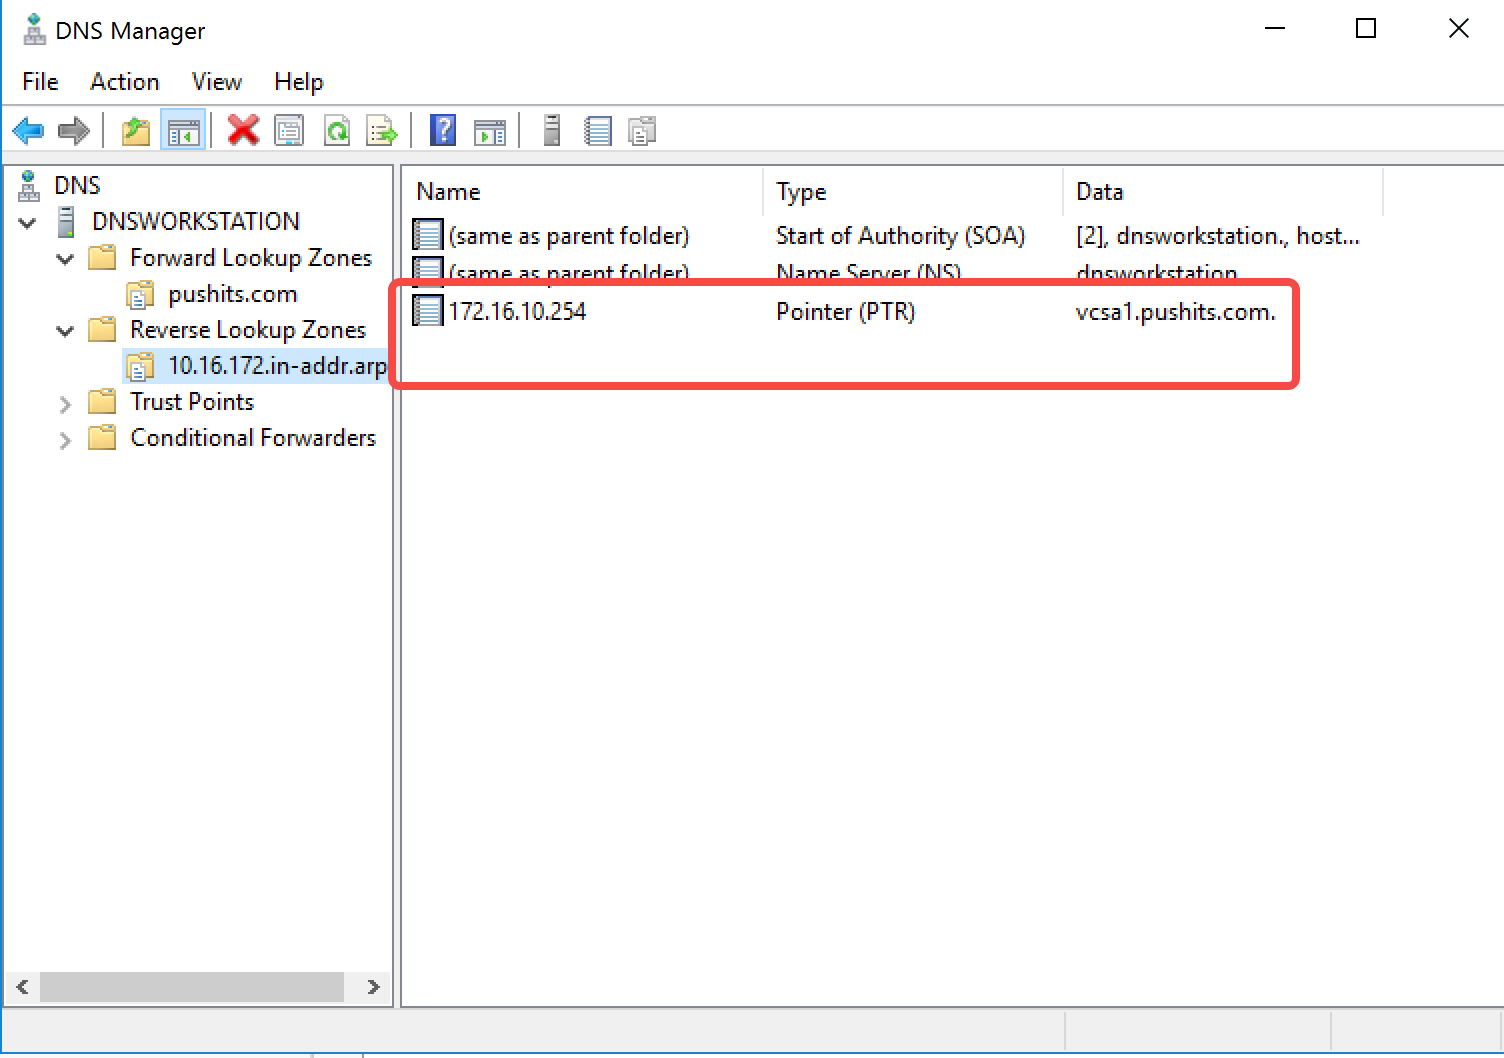 DNS Manager
File Action View Help
DNS
DNSWORKSTATION
Forward Lookup Zones
pushits.com
Reverse Lookup Zones
10.16.172.in-addr.arp
Trust Points
Conditional Forwarders
Name Type Data
(same as parent folder) Start of Authority (SOA) [2], dnsworkstation., host...
(same as parent folder) Name Server (NS) dnsworkstation.
172.16.10.254 Pointer (PTR) vcsa1.pushits.com.